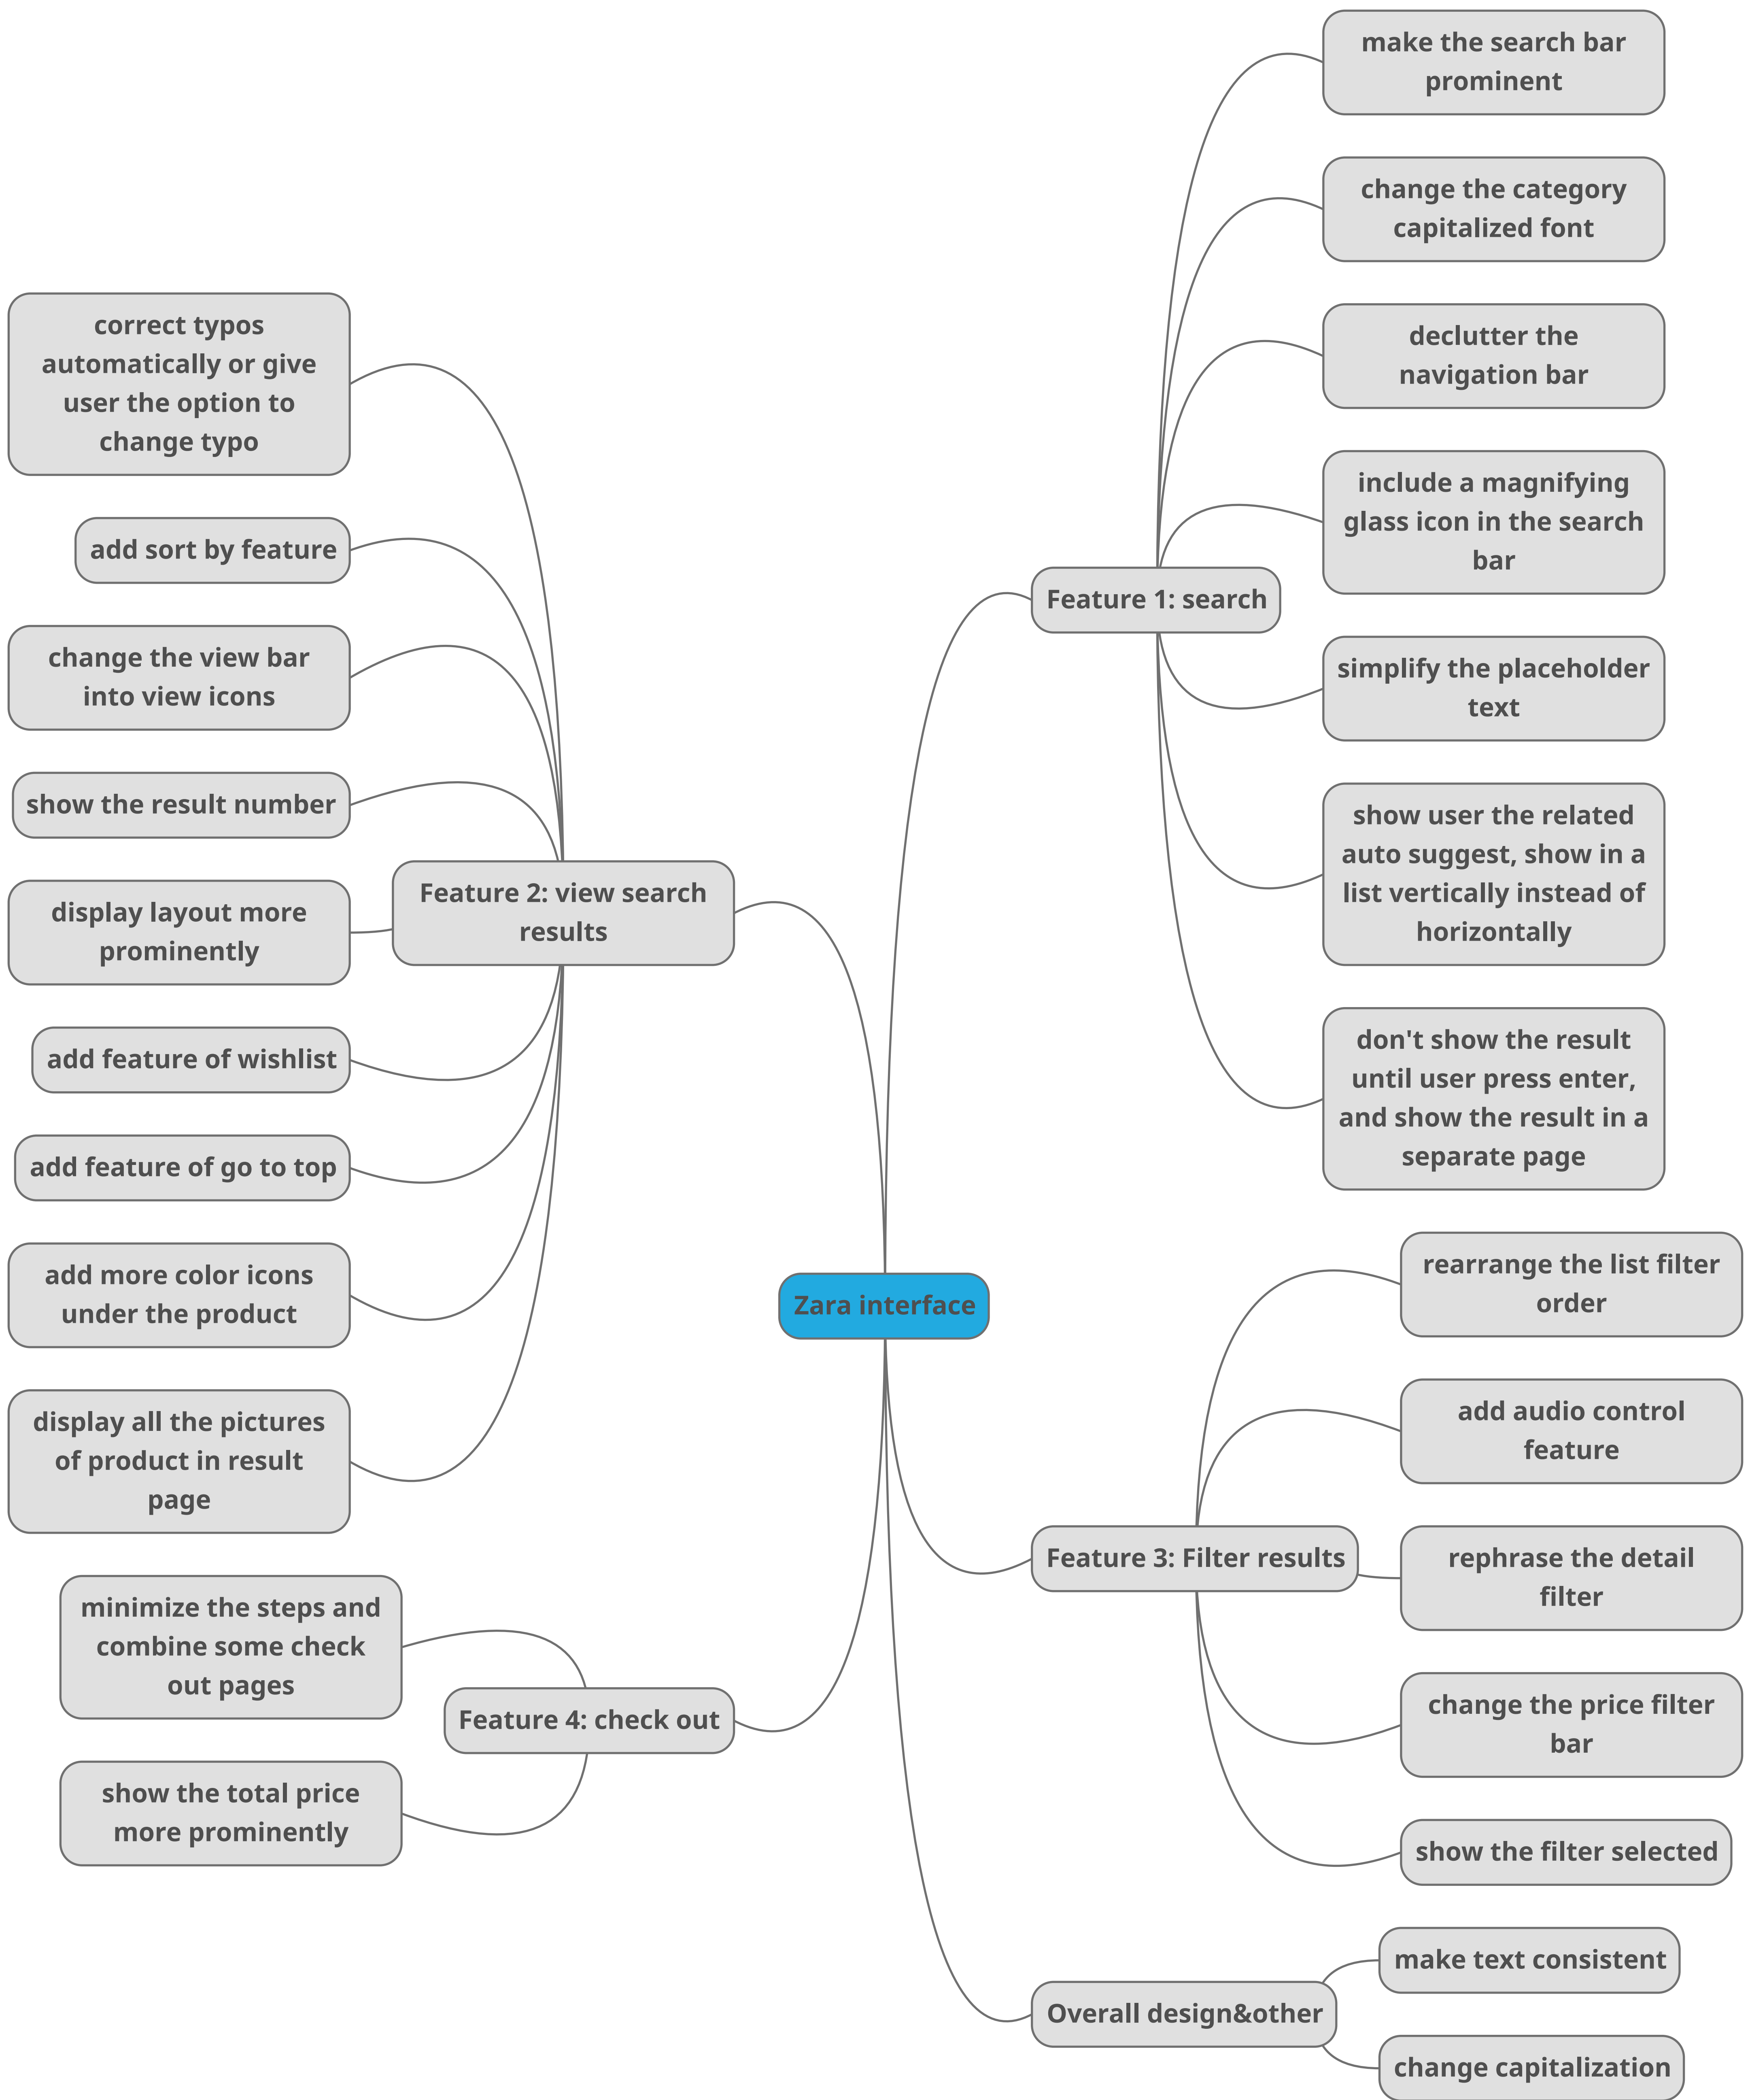 Zara interface
Feature 1: search
make the search bar
prominent
change the category
capitalized font
declutter the
navigation bar
include a magnifying
glass icon in the search
bar
simplify the placeholder
text
show user the related
auto suggest, show in a
list vertically instead of
horizontally
don't show the result
until user press enter,
and show the result in a
separate page
Feature 2: view search
results
correct typos
automatically or give
user the option to
change typo
add sort by feature
change the view bar
into view icons
show the result number
display layout more
prominently
add feature of wishlist
add feature of go to top
add more color icons
under the product
display all the pictures
of product in result
page
Feature 3: Filter results
rearrange the list filter
order
add audio control
feature
rephrase the detail
filter
change the price filter
bar
show the filter selected
Feature 4: check out
minimize the steps and
combine some check
out pages
show the total price
more prominently
Overall design&other
make text consistent
change capitalization